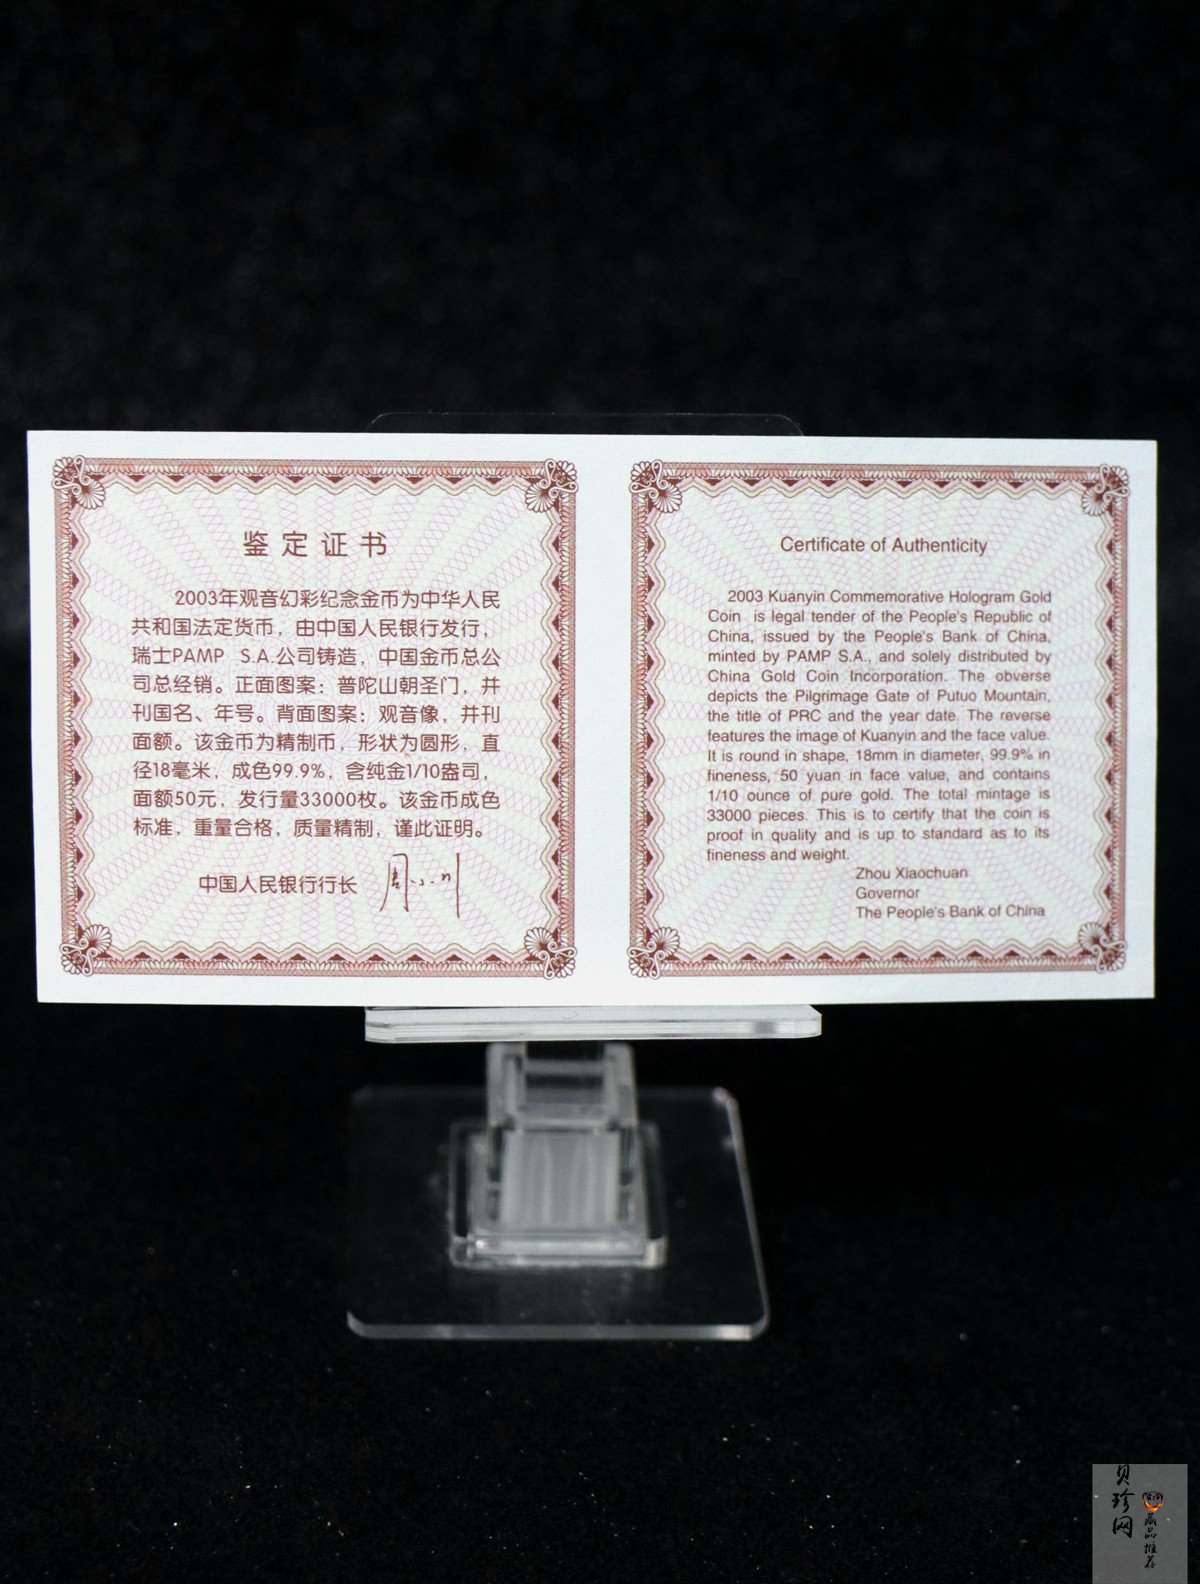 鉴定证书
2003年观音幻彩纪念金币为中华人民
共和国法定货币，由中国人民银行发行，
瑞士PAMP S.A.公司铸造，中国金币总公
司总经销。正面图案：普陀山朝圣门，并
刊国名、年号。背面图案：观音像，并刊
面额。该金币为精制币，形状为圆形，直
径18毫米，成色99.9%，含纯金1/10盎司，
面额50元，发行量33000枚。该金币成色
标准，重量合格，质量精制，谨此证明。
中国人民银行行长 周小川
Certificate of Authenticity
2003 Kuanyin Commemorative Hologram Gold
Coin is legal tender of the People's Republic of
China, issued by the People's Bank of China,
minted by PAMP S.A., and solely distributed by
China Gold Coin Incorporation. The obverse
depicts the Pilgrimage Gate of Putuo Mountain,
the title of PRC and the year date. The reverse
features the image of Kuanyin and the face value.
It is round in shape, 18mm in diameter, 99.9% in
fineness, 50 yuan in face value, and contains
1/10 ounce of pure gold. The total mintage is
33000 pieces. This is to certify that the coin is
proof in quality and is up to standard as to its
fineness and weight.
Zhou Xiaochuan
Governor
The People's Bank of China
贝珍网
藏品推荐